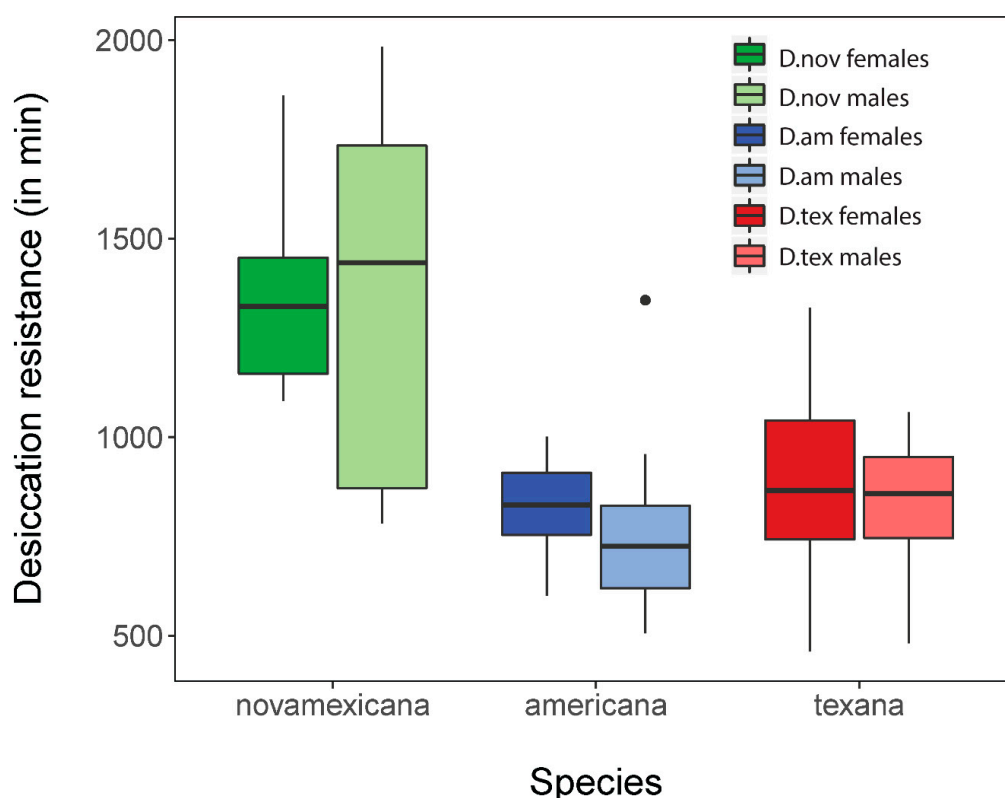 2000
1500
1000
500
Desiccation resistance (in min)
D.nov females
D.nov males
D.am females
D.am males
D.tex females
D.tex males
novamexicana
americana
texana
Species